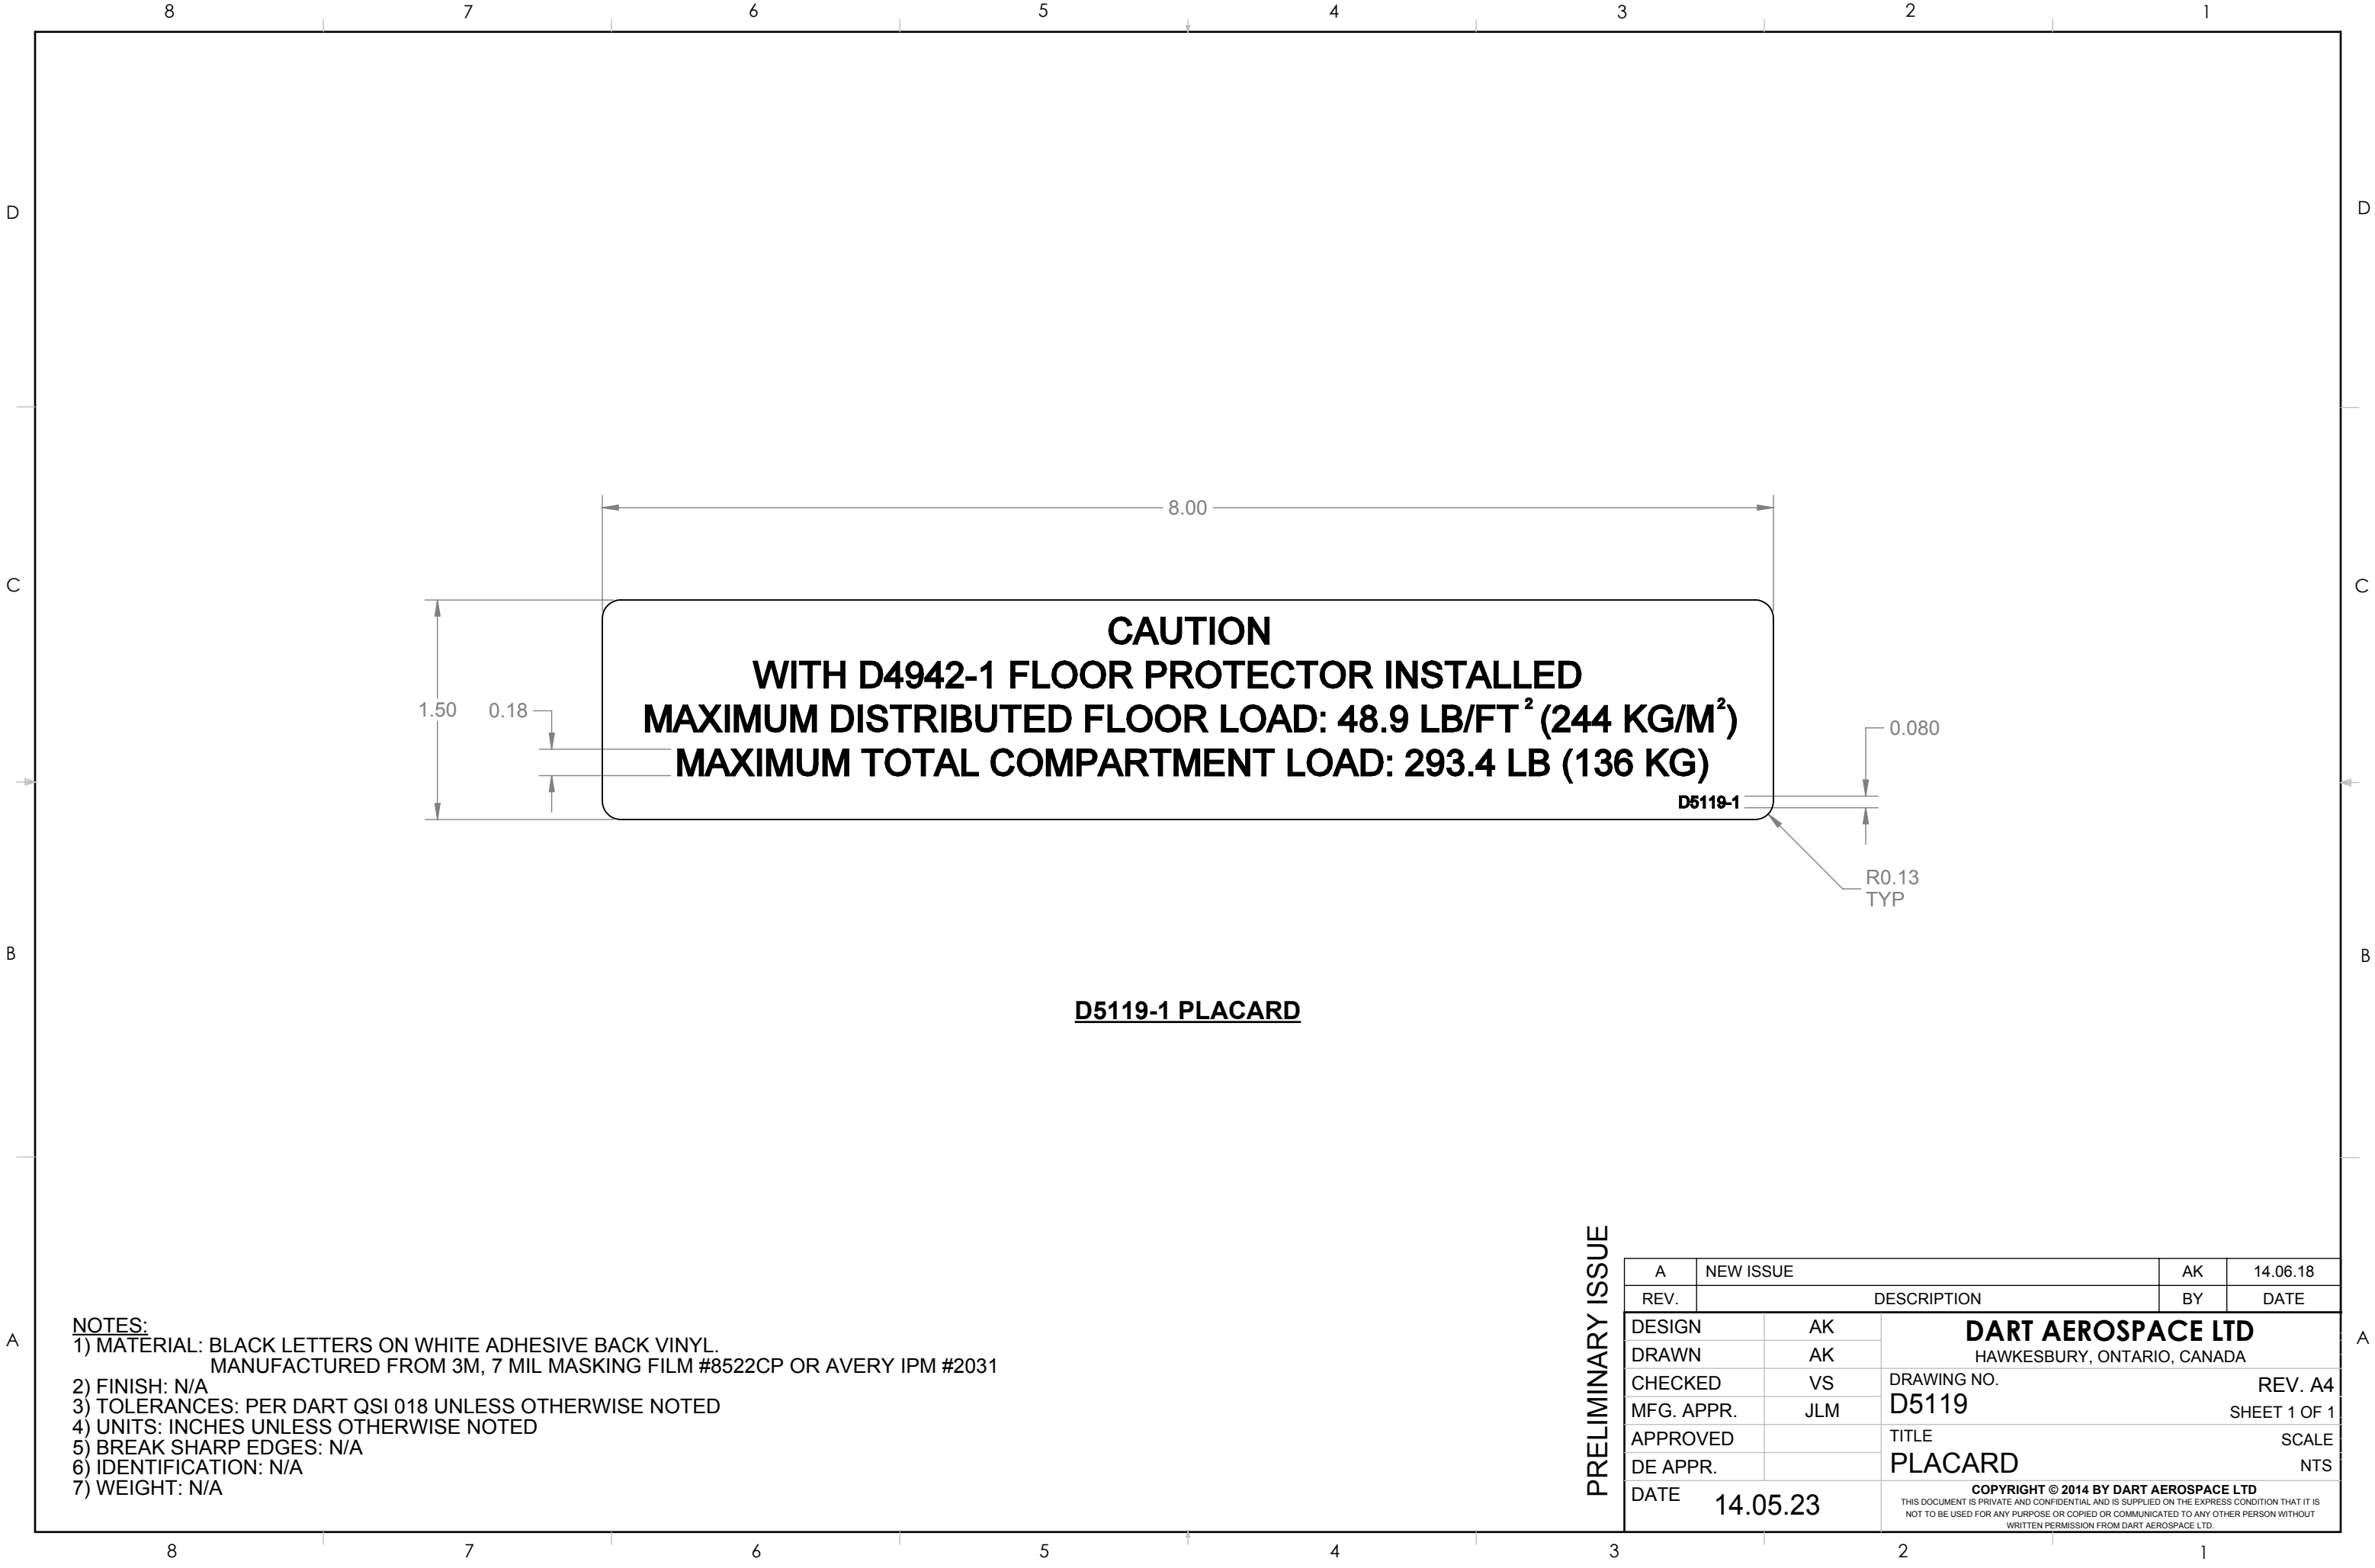 8 7 6 5 4 3 2 1
D D
8.00
C C
CAUTION
WITH D4942-1 FLOOR PROTECTOR INSTALLED
MAXIMUM DISTRIBUTED FLOOR LOAD: 48.9 LB/FT² (244 KG/M²)
MAXIMUM TOTAL COMPARTMENT LOAD: 293.4 LB (136 KG)
D5119-1
1.50
0.18
0.080
R0.13
TYP
B B
D5119-1 PLACARD
NOTES:
1) MATERIAL: BLACK LETTERS ON WHITE ADHESIVE BACK VINYL.
MANUFACTURED FROM 3M, 7 MIL MASKING FILM #8522CP OR AVERY IPM #2031
2) FINISH: N/A
3) TOLERANCES: PER DART QSI 018 UNLESS OTHERWISE NOTED
4) UNITS: INCHES UNLESS OTHERWISE NOTED
5) BREAK SHARP EDGES: N/A
6) IDENTIFICATION: N/A
7) WEIGHT: N/A
A A
PRELIMINARY ISSUE
A NEW ISSUE AK 14.06.18
REV. DESCRIPTION BY DATE
DESIGN AK
DRAWN AK
CHECKED VS
MFG. APPR. JLM
APPROVED
DE APPR.
DATE 14.05.23
DART AEROSPACE LTD
HAWKESBURY, ONTARIO, CANADA
DRAWING NO. REV. A4
D5119 SHEET 1 OF 1
TITLE SCALE
PLACARD NTS
COPYRIGHT © 2014 BY DART AEROSPACE LTD
THIS DOCUMENT IS PRIVATE AND CONFIDENTIAL AND IS SUPPLIED ON THE EXPRESS CONDITION THAT IT IS
NOT TO BE USED FOR ANY PURPOSE OR COPIED OR COMMUNICATED TO ANY OTHER PERSON WITHOUT
WRITTEN PERMISSION FROM DART AEROSPACE LTD.
8 7 6 5 4 3 2 1